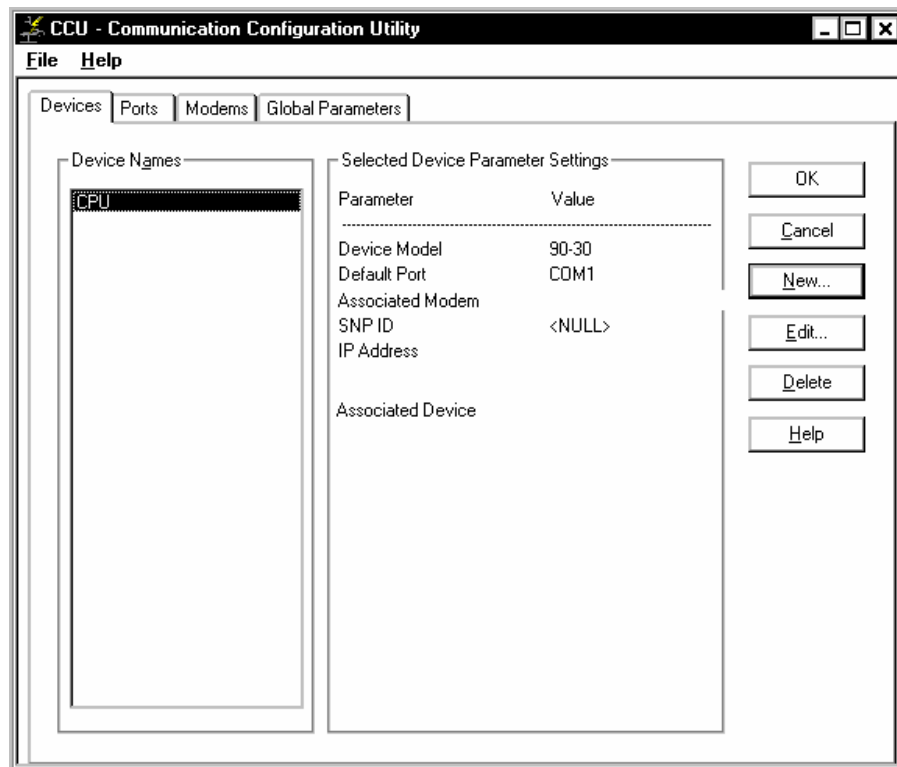 CCU - Communication Configuration Utility
File Help
Devices Ports Modems Global Parameters
Device Names
CPU
Selected Device Parameter Settings
Parameter Value
Device Model 90-30
Default Port COM1
Associated Modem
SNP ID <NULL>
IP Address
Associated Device
OK
Cancel
New...
Edit...
Delete
Help